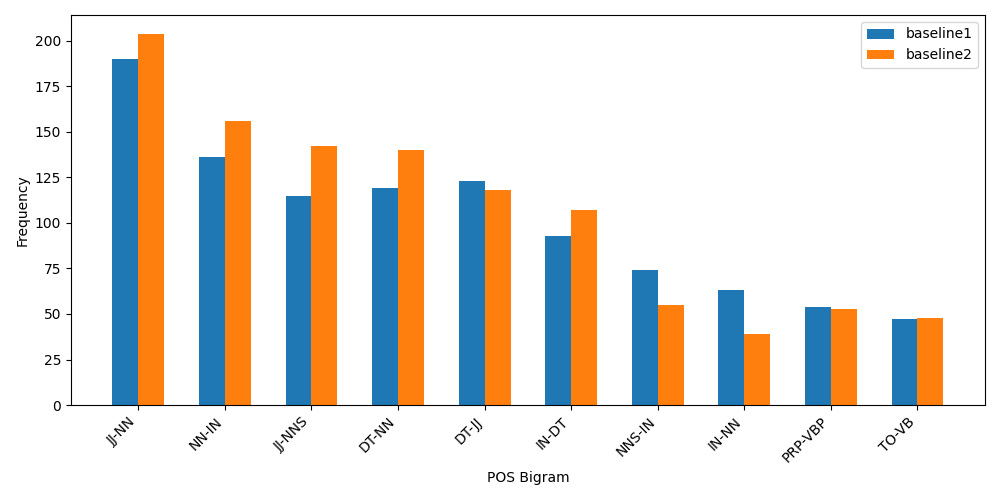 baseline1
baseline2
Frequency
200
175
150
125
100
75
50
25
0
JJ-NN
NN-IN
JJ-NNS
DT-NN
DT-JJ
IN-DT
NNS-IN
IN-NN
PRP-VBP
TO-VB
POS Bigram